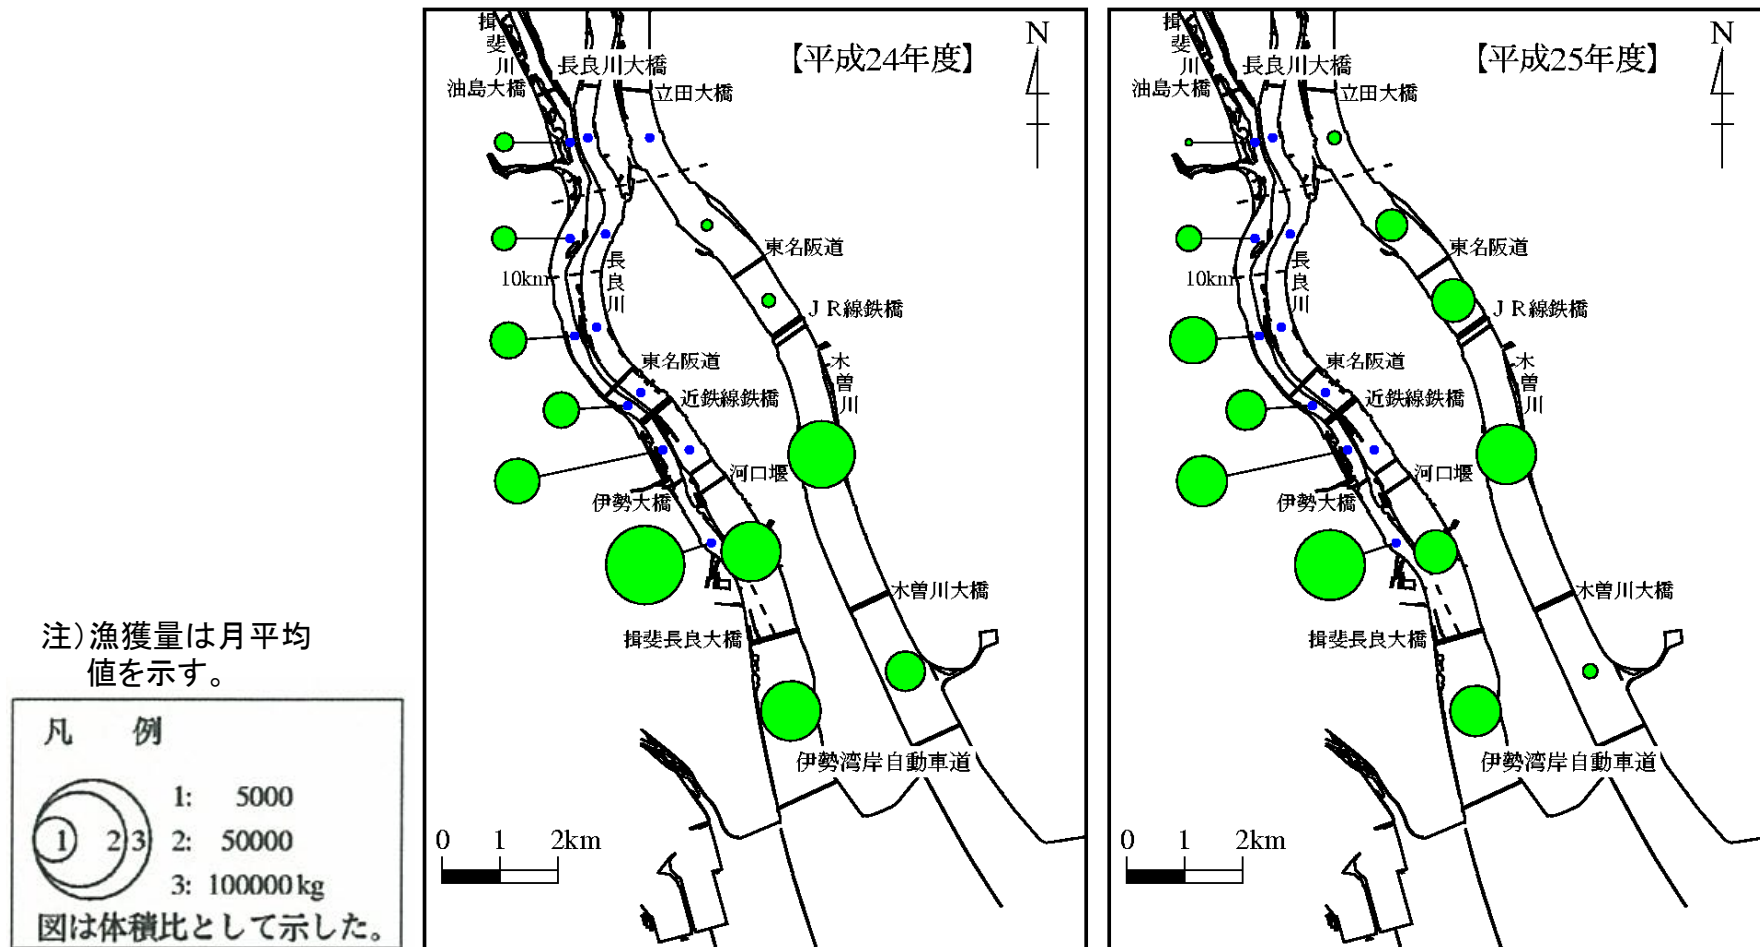 注)漁獲量は月平均
値を示す。
凡 例
1
2
3
1: 5000
2: 50000
3: 100000kg
図は体積比として示した。
【平成24年度】
N
揖斐川
長良川大橋
油島大橋
立田大橋
東名阪道
10km
長良川
JR線鉄橋
東名阪道
木曽川
近鉄線鉄橋
河口堰
伊勢大橋
木曽川大橋
揖斐長良大橋
伊勢湾岸自動車道
0 1 2km
【平成25年度】
N
揖斐川
長良川大橋
油島大橋
立田大橋
東名阪道
10km
長良川
JR線鉄橋
東名阪道
木曽川
近鉄線鉄橋
河口堰
伊勢大橋
木曽川大橋
揖斐長良大橋
伊勢湾岸自動車道
0 1 2km